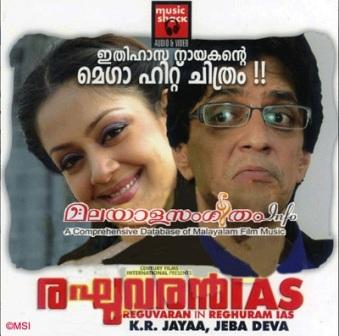 music
shack
AUDIO & VIDEO
ഇതിഹാസ നായകന്റെ
മെഗാ ഹിറ്റ് ചിത്രം !!
മലയാളസംഗീതം ഇൻഫോ
A Comprehensive Database of Malayalam Film Music
CENTURY FILMS
INTERNATIONAL PRESENTS
രഘുവരൻ IAS
REGUVARAN IN REGHURAM IAS
K.R. JAYAA, JEBA DEVA
©MSI